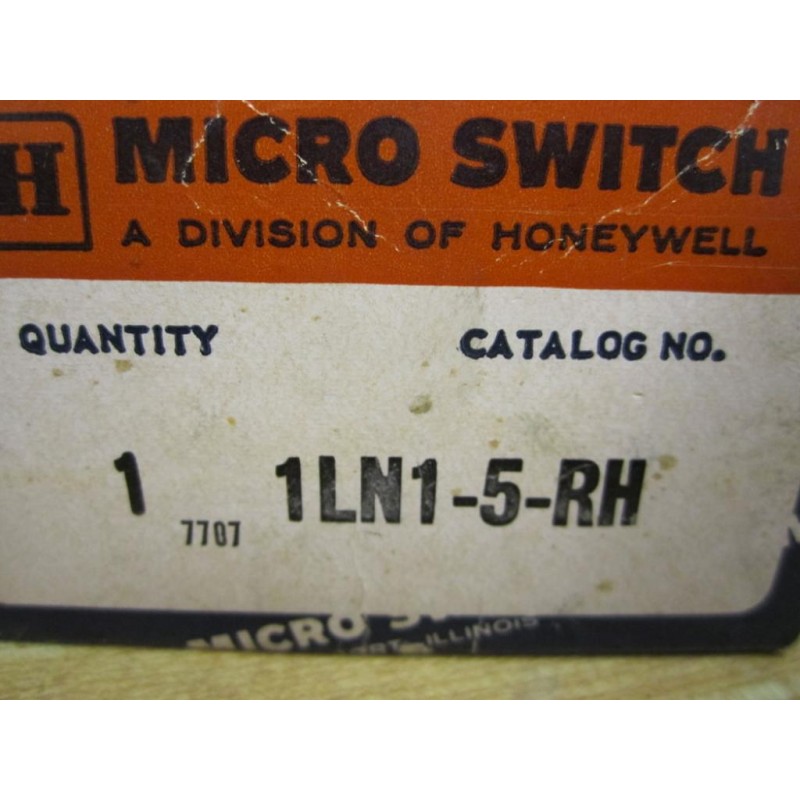 H MICRO SWITCH
A DIVISION OF HONEYWELL
QUANTITY CATALOG NO.
1 7707 1LN1-5-RH
MICRO
ILLINOIS